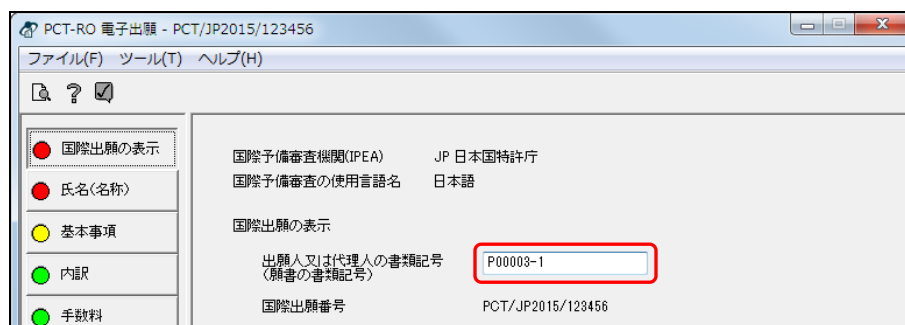 PCT-RO 電子出願 - PCT/JP2015/123456
ファイル(F) ツール(T) ヘルプ(H)
国際出願の表示
氏名(名称)
基本事項
内訳
手数料
国際予備審査機関(IPEA) JP 日本国特許庁
国際予備審査の使用言語名 日本語
国際出願の表示
出願人又は代理人の書類記号
(願書の書類記号)
P00003-1
国際出願番号 PCT/JP2015/123456